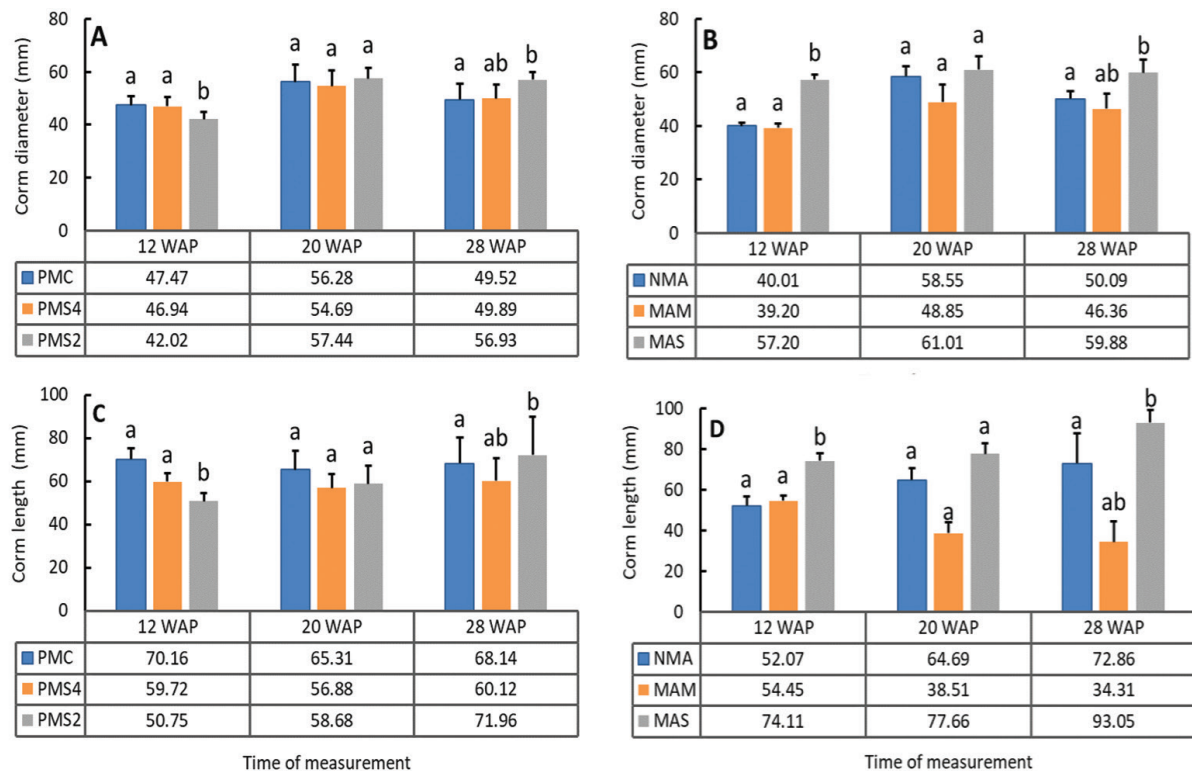 A
Corm diameter (mm)
80
60
40
20
0
a a b
a a a
a ab b
12 WAP 20 WAP 28 WAP
PMC 47.47 56.28 49.52
PMS4 46.94 54.69 49.89
PMS2 42.02 57.44 56.93
B
Corm diameter (mm)
80
60
40
20
0
a a b
a a a
a ab b
12 WAP 20 WAP 28 WAP
NMA 40.01 58.55 50.09
MAM 39.20 48.85 46.36
MAS 57.20 61.01 59.88
C
Corm length (mm)
100
80
60
40
20
0
a a b
a a a
a ab b
12 WAP 20 WAP 28 WAP
PMC 70.16 65.31 68.14
PMS4 59.72 56.88 60.12
PMS2 50.75 58.68 71.96
Time of measurement
D
Corm length (mm)
100
80
60
40
20
0
a a b
a a a
a ab b
12 WAP 20 WAP 28 WAP
NMA 52.07 64.69 72.86
MAM 54.45 38.51 34.31
MAS 74.11 77.66 93.05
Time of measurement